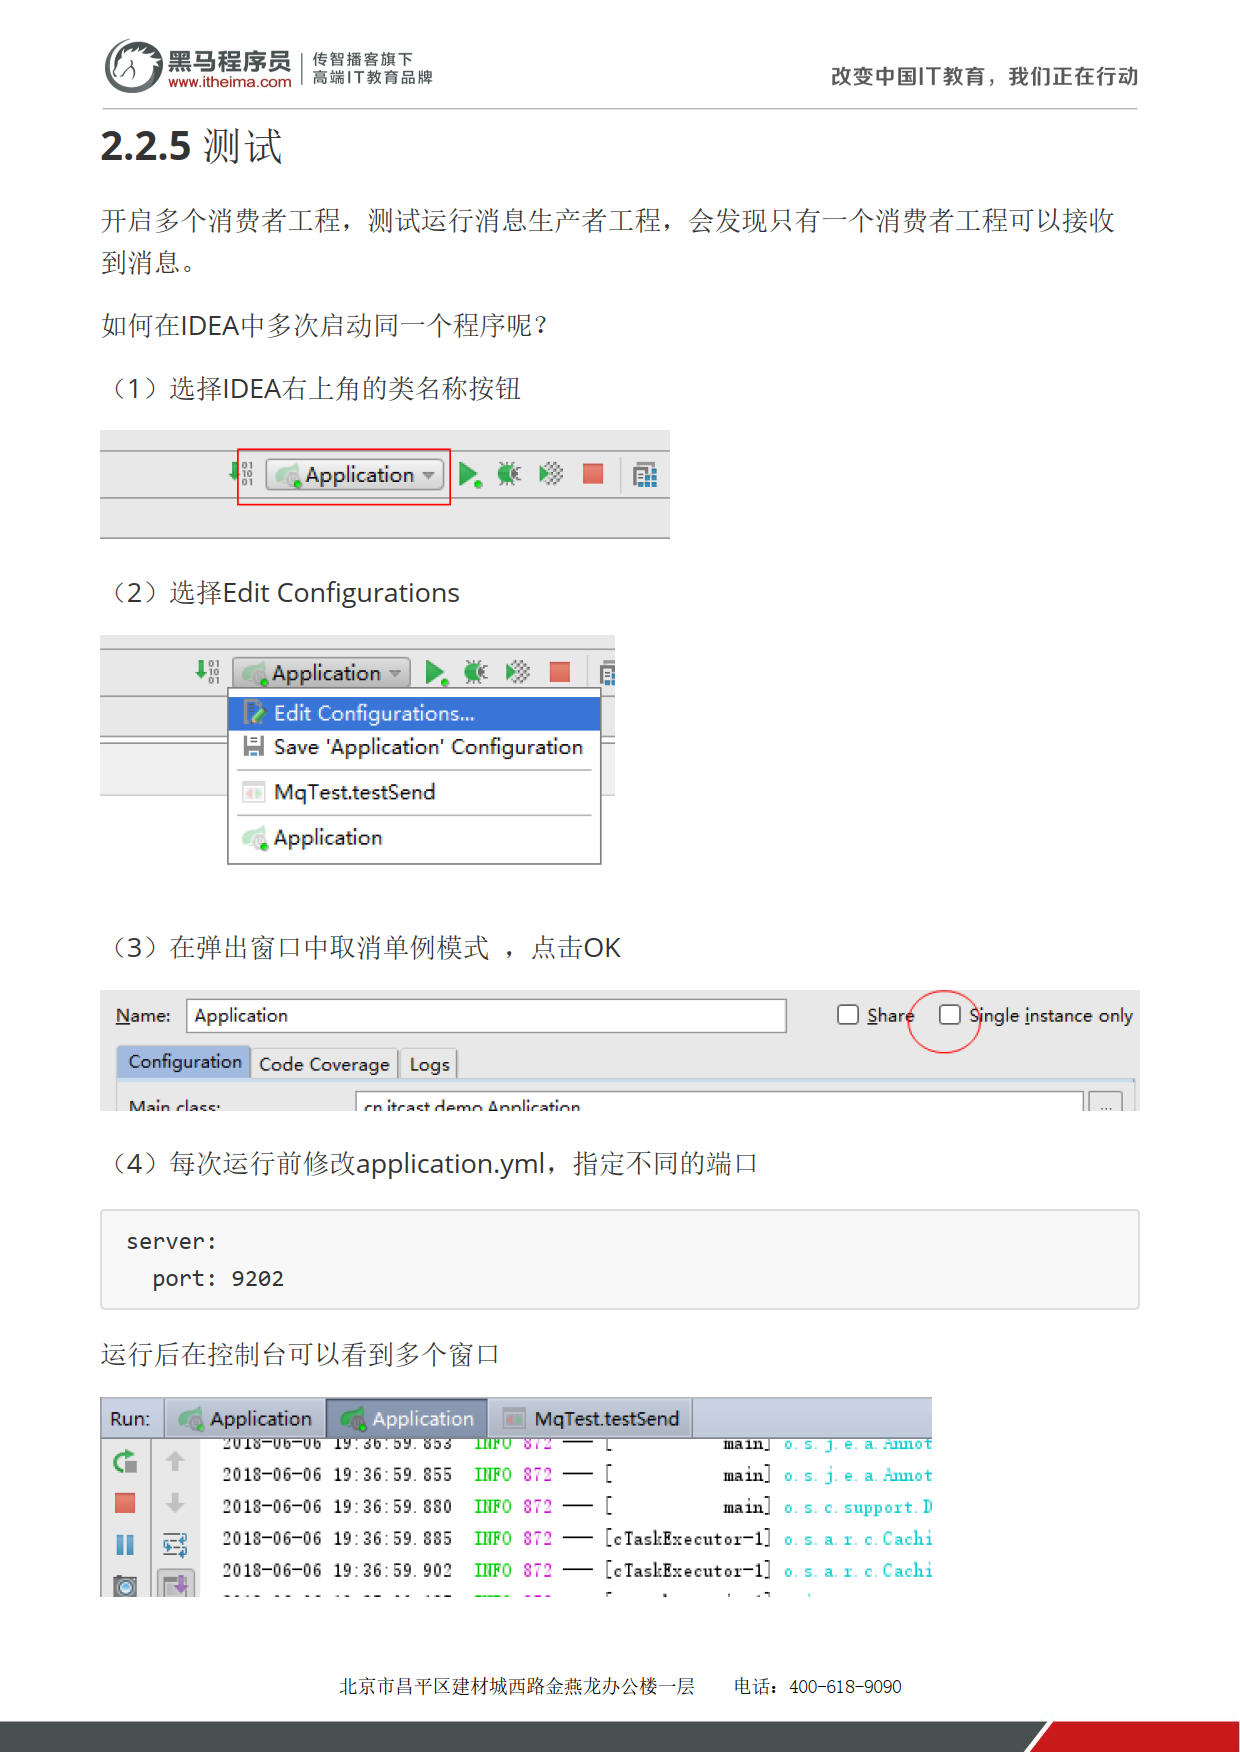 黑马程序员
www.itheima.com
传智播客旗下
高端IT教育品牌
改变中国IT教育，我们正在行动
2.2.5 测试
开启多个消费者工程，测试运行消息生产者工程，会发现只有一个消费者工程可以接收
到消息。
如何在IDEA中多次启动同一个程序呢？
（1）选择IDEA右上角的类名称按钮
Application
（2）选择Edit Configurations
Application
Edit Configurations...
Save 'Application' Configuration
MqTest.testSend
Application
（3）在弹出窗口中取消单例模式 ，点击OK
Name: Application Share Single instance only
Configuration Code Coverage Logs
Main class: cn.itcast.demo.Application ...
（4）每次运行前修改application.yml，指定不同的端口
server:
  port: 9202
运行后在控制台可以看到多个窗口
Run: Application Application MqTest.testSend
2018-06-06 19:36:59.853 INFO 872 --- [ main] o.s.j.e.a.Annot
2018-06-06 19:36:59.855 INFO 872 --- [ main] o.s.j.e.a.Annot
2018-06-06 19:36:59.880 INFO 872 --- [ main] o.s.c.support.D
2018-06-06 19:36:59.885 INFO 872 --- [cTaskExecutor-1] o.s.a.r.c.Cachi
2018-06-06 19:36:59.902 INFO 872 --- [cTaskExecutor-1] o.s.a.r.c.Cachi
北京市昌平区建材城西路金燕龙办公楼一层 电话：400-618-9090